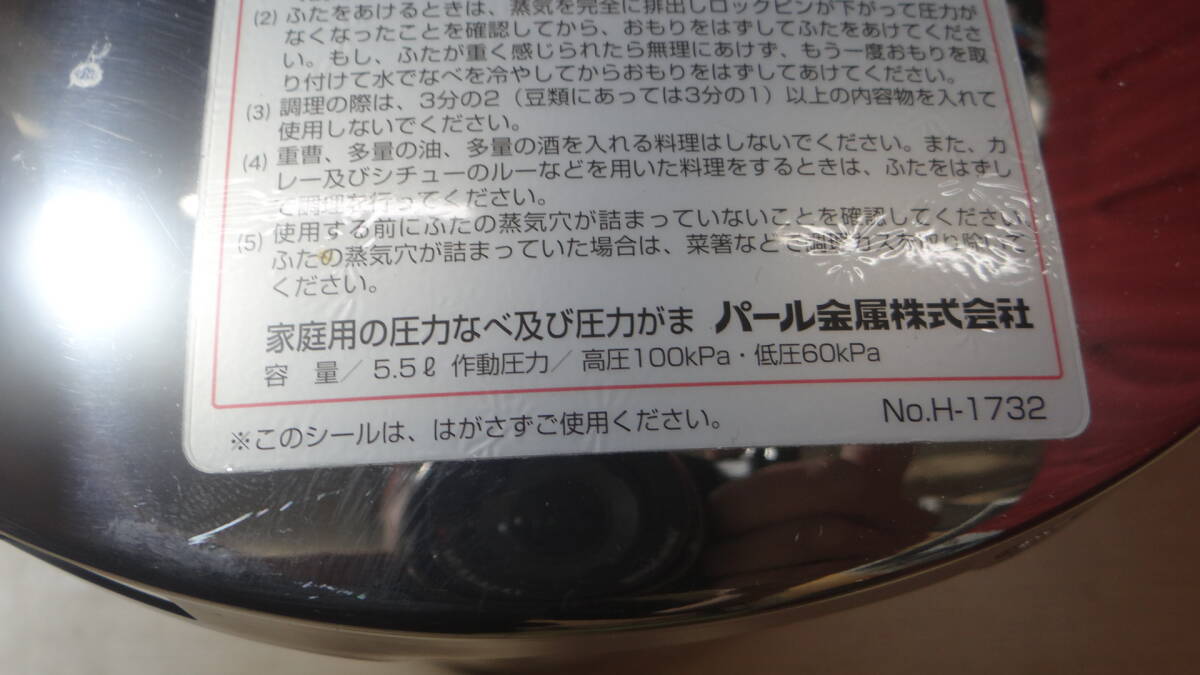 (2) ふたをあけるときは、蒸気を完全に排出しロックピンが下がって圧力が
なくなったことを確認してから、おもりをはずしてふたをあけてくださ
い。もし、ふたが重く感じられたら無理にあけず、もう一度おもりを取
り付けて水でなべを冷やしてからおもりをはずしてあけてください。
(3) 調理の際は、3分の2（豆類にあっては3分の1）以上の内容物を入れて
使用しないでください。
(4) 重曹、多量の油、多量の酒を入れる料理はしないでください。また、カ
レー及びシチューのルーなどを用いた料理をするときは、ふたをはずし
て調理を行ってください。
(5) 使用する前にふたの蒸気穴が詰まっていないことを確認してください
ふたの蒸気穴が詰まっていた場合は、菜箸などで調理カスを取り除いて
ください。
家庭用の圧力なべ及び圧力がま パール金属株式会社
容 量／ 5.5ℓ 作動圧力／ 高圧100kPa・低圧60kPa
※このシールは、はがさずご使用ください。 No.H-1732